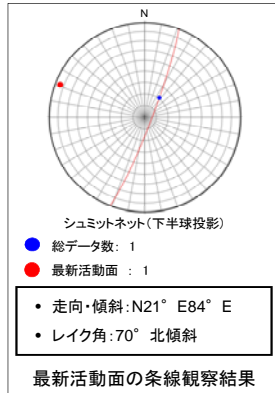 N
シュミットネット(下半球投影)
総データ数: 1
最新活動面 : 1
• 走向・傾斜:N21°E84°E
• レイク角:70°北傾斜
最新活動面の条線観察結果